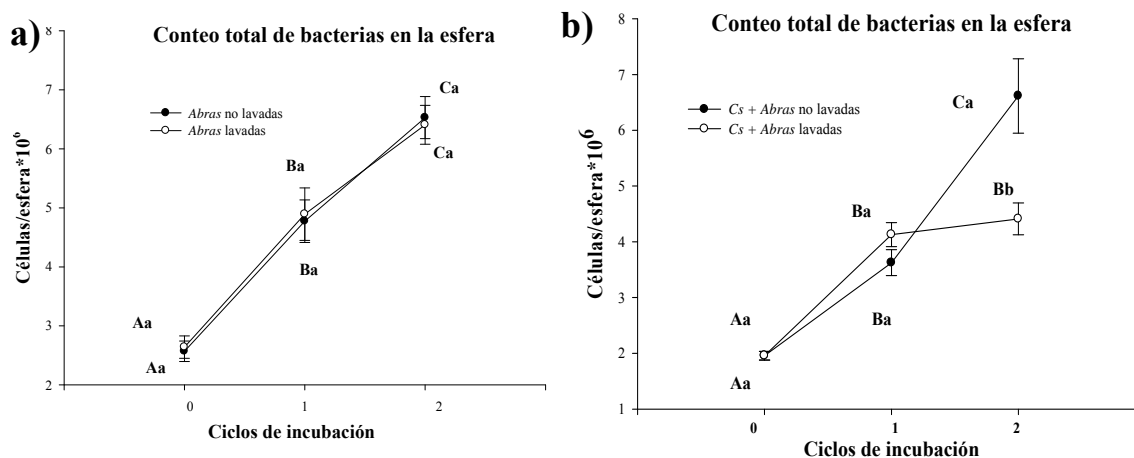 a)
Conteo total de bacterias en la esfera
8
7
6
5
4
3
2
Células/esfera*10⁶
Abras no lavadas
Abras lavadas
Ca
Ca
Ba
Ba
Aa
Aa
0 1 2
Ciclos de incubación
b)
Conteo total de bacterias en la esfera
8
7
6
5
4
3
2
1
Células/esfera*10⁶
Cs + Abras no lavadas
Cs + Abras lavadas
Ca
Bb
Ba
Ba
Aa
Aa
0 1 2
Ciclos de incubación